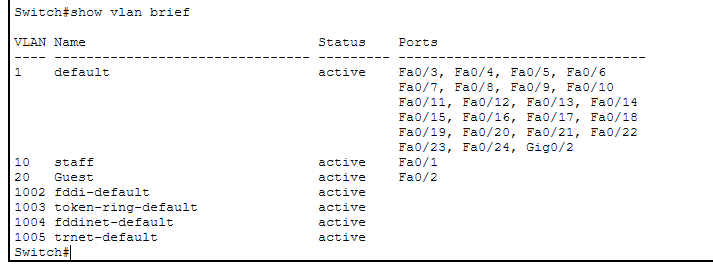 Switch#show vlan brief
VLAN Name                             Status    Ports
---- -------------------------------- --------- -------------------------------
1    default                          active    Fa0/3, Fa0/4, Fa0/5, Fa0/6
                                                Fa0/7, Fa0/8, Fa0/9, Fa0/10
                                                Fa0/11, Fa0/12, Fa0/13, Fa0/14
                                                Fa0/15, Fa0/16, Fa0/17, Fa0/18
                                                Fa0/19, Fa0/20, Fa0/21, Fa0/22
                                                Fa0/23, Fa0/24, Gig0/2
10   staff                            active    Fa0/1
20   Guest                            active    Fa0/2
1002 fddi-default                     active
1003 token-ring-default               active
1004 fddinet-default                  active
1005 trnet-default                    active
Switch#